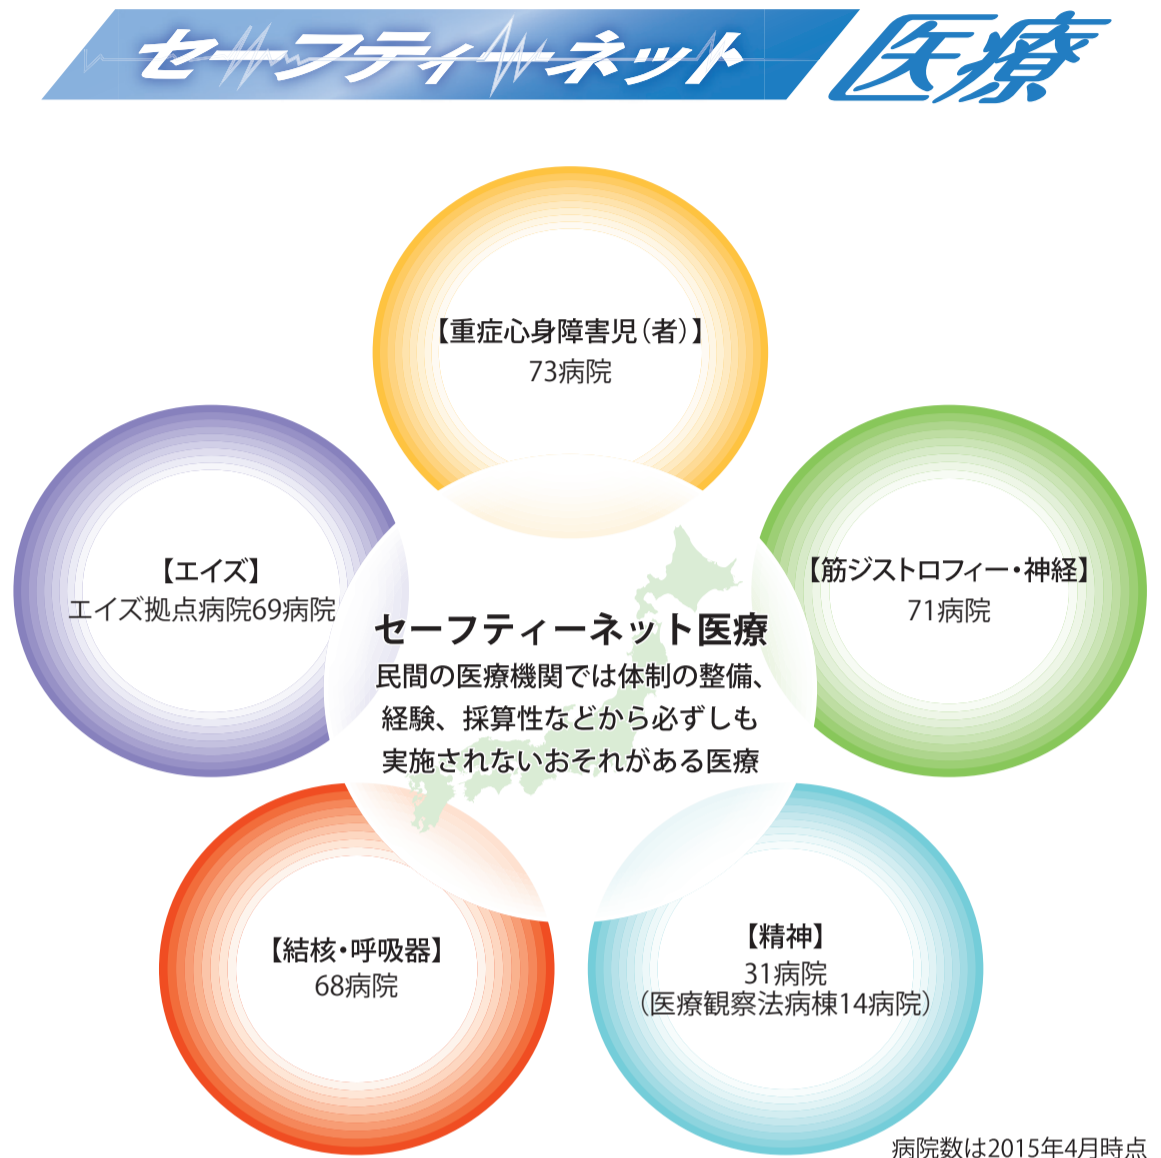 セーフティーネット医療
【重症心身障害児(者)】
73病院
【エイズ】
エイズ拠点病院69病院
【筋ジストロフィー・神経】
71病院
セーフティーネット医療
民間の医療機関では体制の整備、
経験、採算性などから必ずしも
実施されないおそれがある医療
【結核・呼吸器】
68病院
【精神】
31病院
(医療観察法病棟14病院)
病院数は2015年4月時点